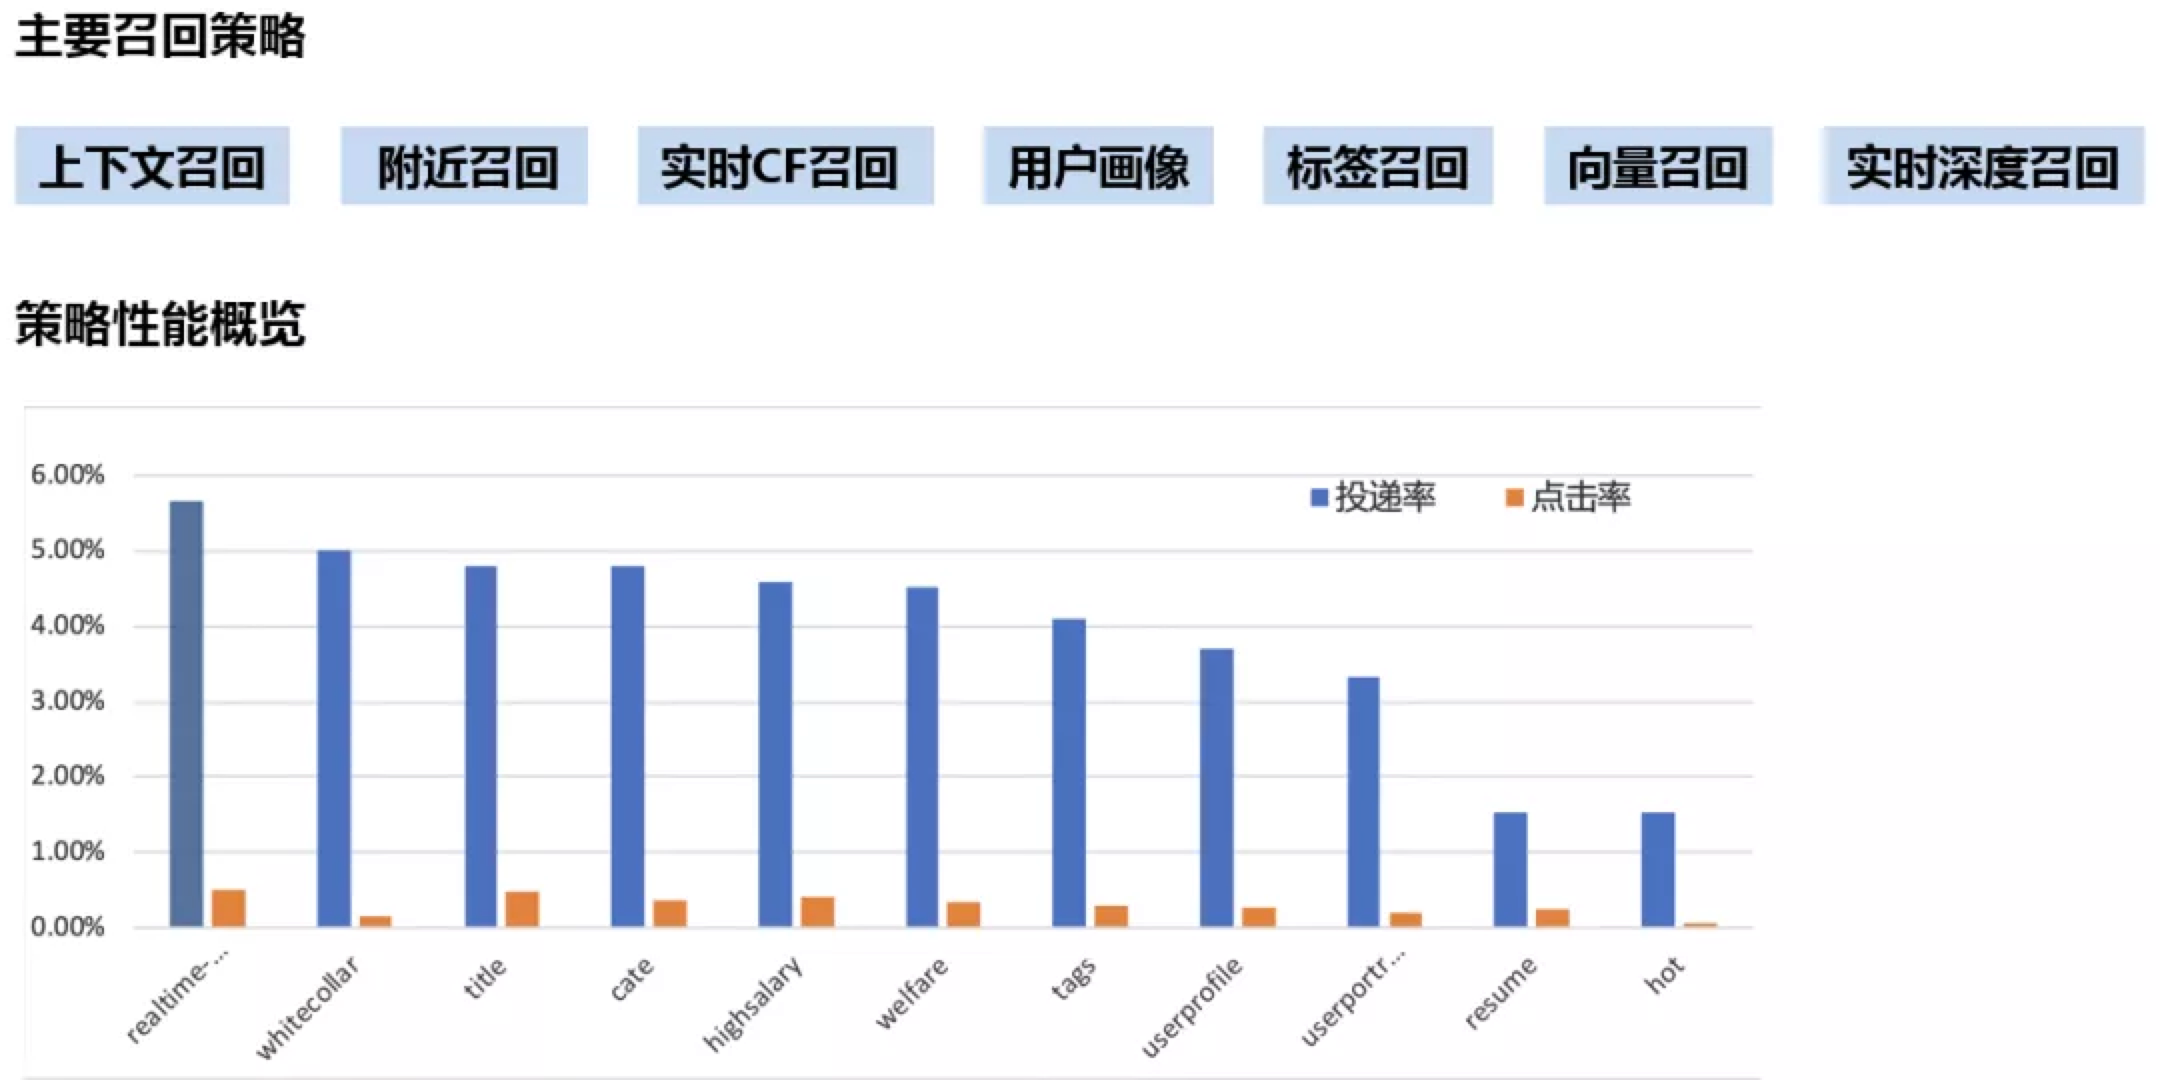 主要召回策略
上下文召回 附近召回 实时CF召回 用户画像 标签召回 向量召回 实时深度召回
策略性能概览
投递率 点击率
6.00%
5.00%
4.00%
3.00%
2.00%
1.00%
0.00%
realtime-... whitecollar title cate highsalary welfare tags userprofile userportr... resume hot